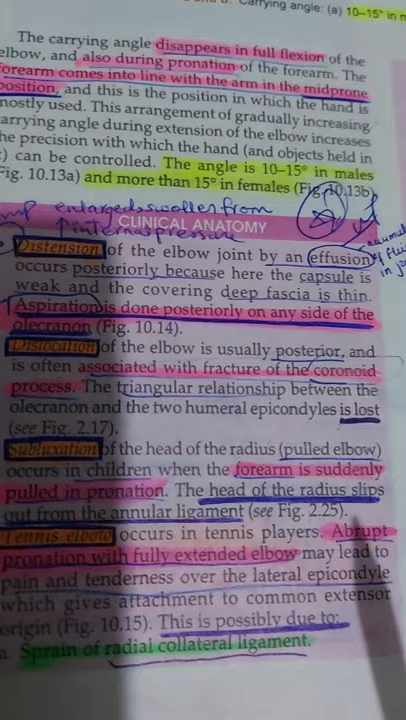 Carrying angle: (a) 10–15° in m
The carrying angle disappears in full flexion of the
elbow, and also during pronation of the forearm. The
forearm comes into line with the arm in the midprone
position, and this is the position in which the hand is
mostly used. This arrangement of gradually increasing
carrying angle during extension of the elbow increases
the precision with which the hand (and objects held in
) can be controlled. The angle is 10–15° in males
Fig. 10.13a) and more than 15° in females (Fig. 10.13b).
enlarged swollen from
internal pressure
CLINICAL ANATOMY
Distension of the elbow joint by an (effusion)
occurs posteriorly because here the capsule is
weak and the covering deep fascia is thin.
Aspiration is done posteriorly on any side of the
olecranon (Fig. 10.14).
Dislocation of the elbow is usually posterior, and
is often associated with fracture of the coronoid
process. The triangular relationship between the
olecranon and the two humeral epicondyles is lost
(see Fig. 2.17).
Subluxation of the head of the radius (pulled elbow)
occurs in children when the forearm is suddenly
pulled in pronation. The head of the radius slips
out from the annular ligament (see Fig. 2.25).
Tennis elbow occurs in tennis players. Abrupt
pronation with fully extended elbow may lead to
pain and tenderness over the lateral epicondyle
which gives attachment to common extensor
origin (Fig. 10.15). This is possibly due to:
a. Sprain of radial collateral ligament.